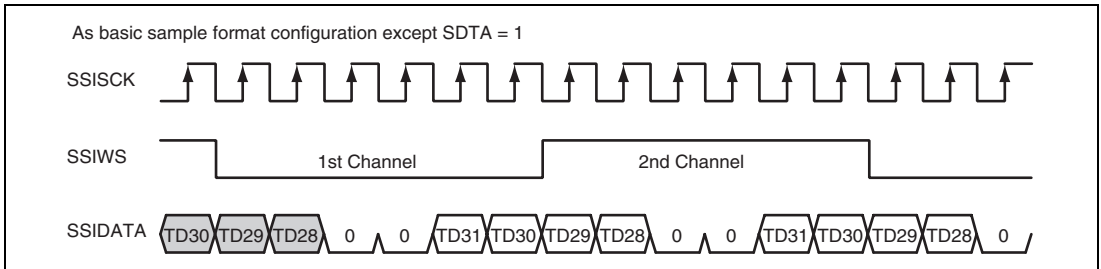 As basic sample format configuration except SDTA = 1
SSISCK
SSIWS 1st Channel 2nd Channel
SSIDATA TD30 TD29 TD28 0 0 TD31 TD30 TD29 TD28 0 0 TD31 TD30 TD29 TD28 0